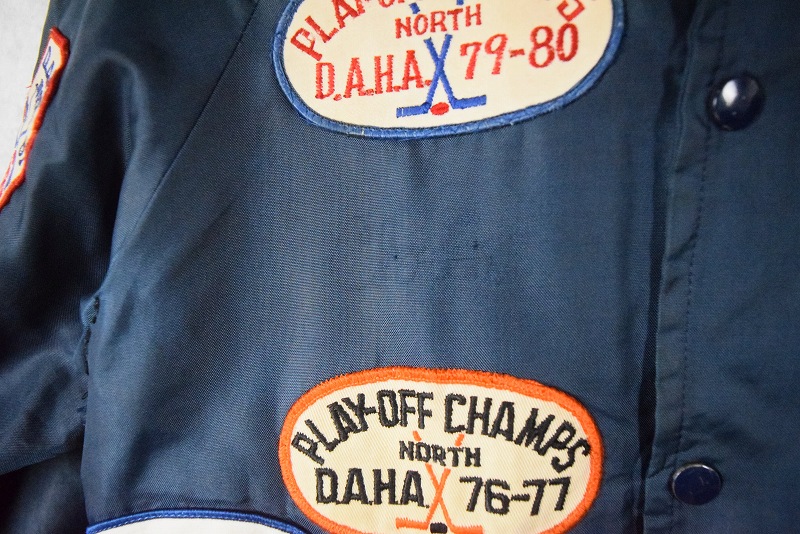 NORTH
D.A.H.A. 79-80
PLAY-OFF CHAMPS
NORTH
D.A.H.A. 76-77